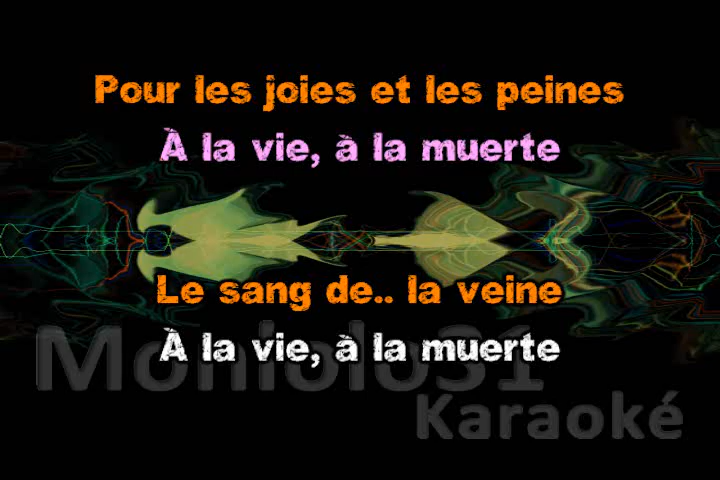 Pour les joies et les peines
À la vie, à la muerte
Le sang de.. la veine
À la vie, à la muerte
Moniolo31
Karaoké